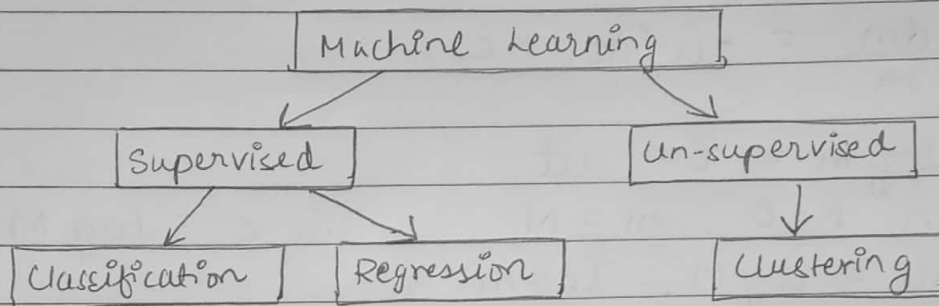 Machine Learning
Supervised
Un-supervised
Classification
Regression
Clustering